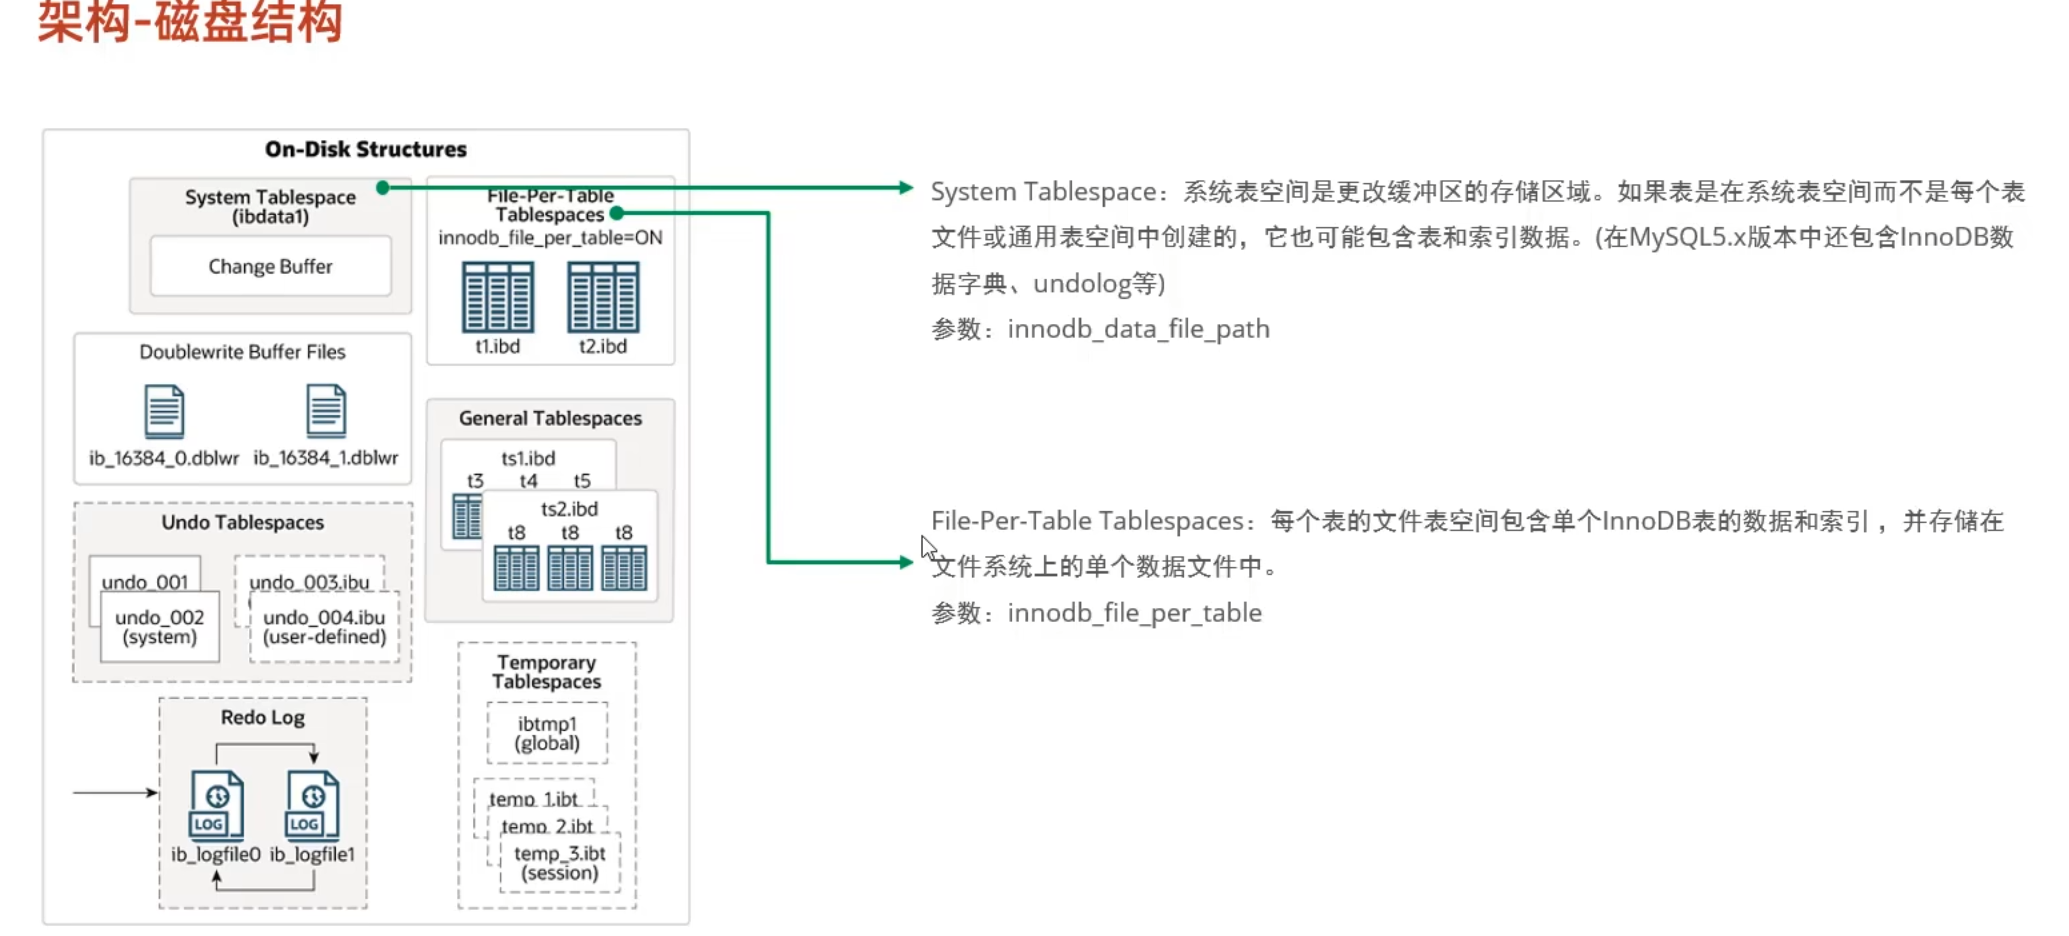 架构-磁盘结构
On-Disk Structures
System Tablespace
(ibdata1)
Change Buffer
File-Per-Table
Tablespaces
innodb_file_per_table=ON
t1.ibd
t2.ibd
Doublewrite Buffer Files
ib_16384_0.dblwr
ib_16384_1.dblwr
General Tablespaces
ts1.ibd
t3
t4
t5
ts2.ibd
t8
t8
t8
Undo Tablespaces
undo_001
undo_002
(system)
undo_003.ibu
undo_004.ibu
(user-defined)
Redo Log
LOG
LOG
ib_logfile0
ib_logfile1
Temporary
Tablespaces
ibtmp1
(global)
temp_1.ibt
temp_2.ibt
temp_3.ibt
(session)
System Tablespace：系统表空间是更改缓冲区的存储区域。如果表是在系统表空间而不是每个表
文件或通用表空间中创建的，它也可能包含表和索引数据。(在MySQL5.x版本中还包含InnoDB数
据字典、undolog等)
参数：innodb_data_file_path
File-Per-Table Tablespaces：每个表的文件表空间包含单个InnoDB表的数据和索引 ，并存储在
文件系统上的单个数据文件中。
参数：innodb_file_per_table